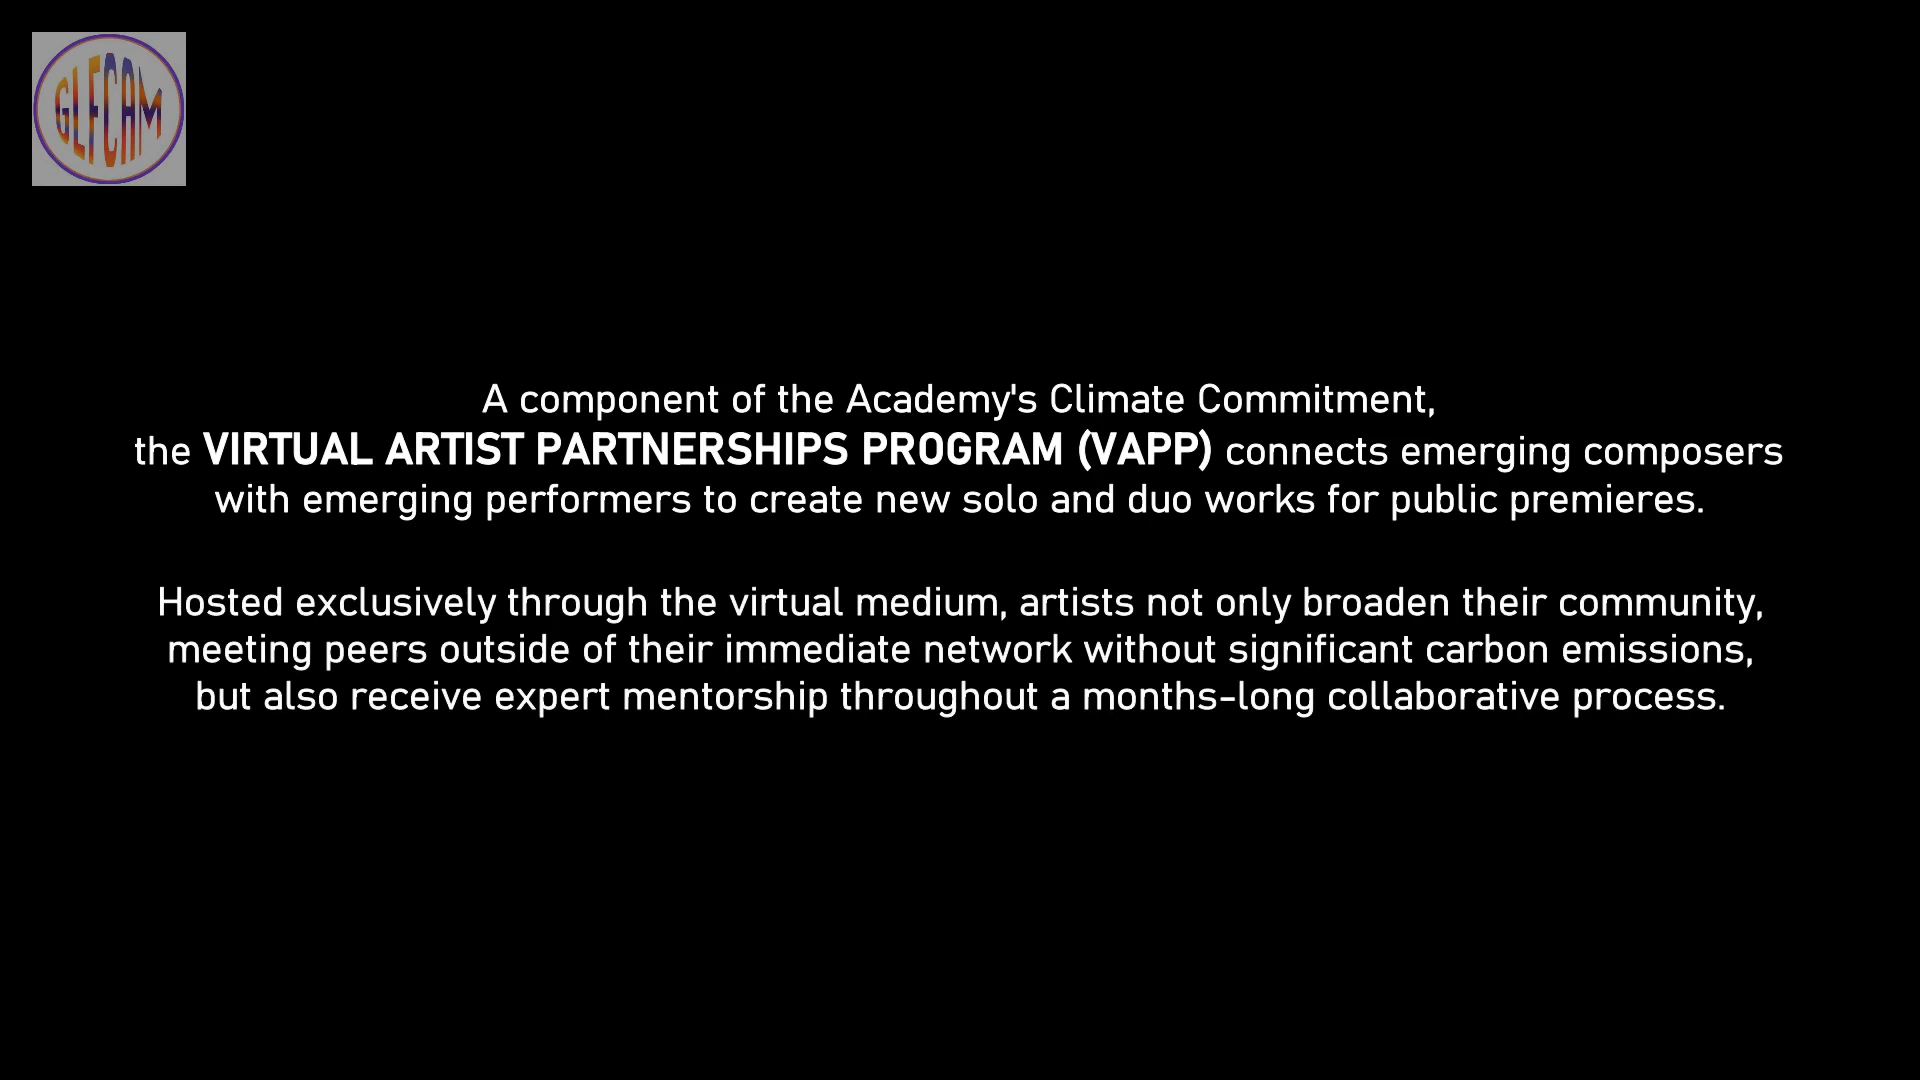 GLFCAM
A component of the Academy's Climate Commitment,
the VIRTUAL ARTIST PARTNERSHIPS PROGRAM (VAPP) connects emerging composers
with emerging performers to create new solo and duo works for public premieres.
Hosted exclusively through the virtual medium, artists not only broaden their community,
meeting peers outside of their immediate network without significant carbon emissions,
but also receive expert mentorship throughout a months-long collaborative process.